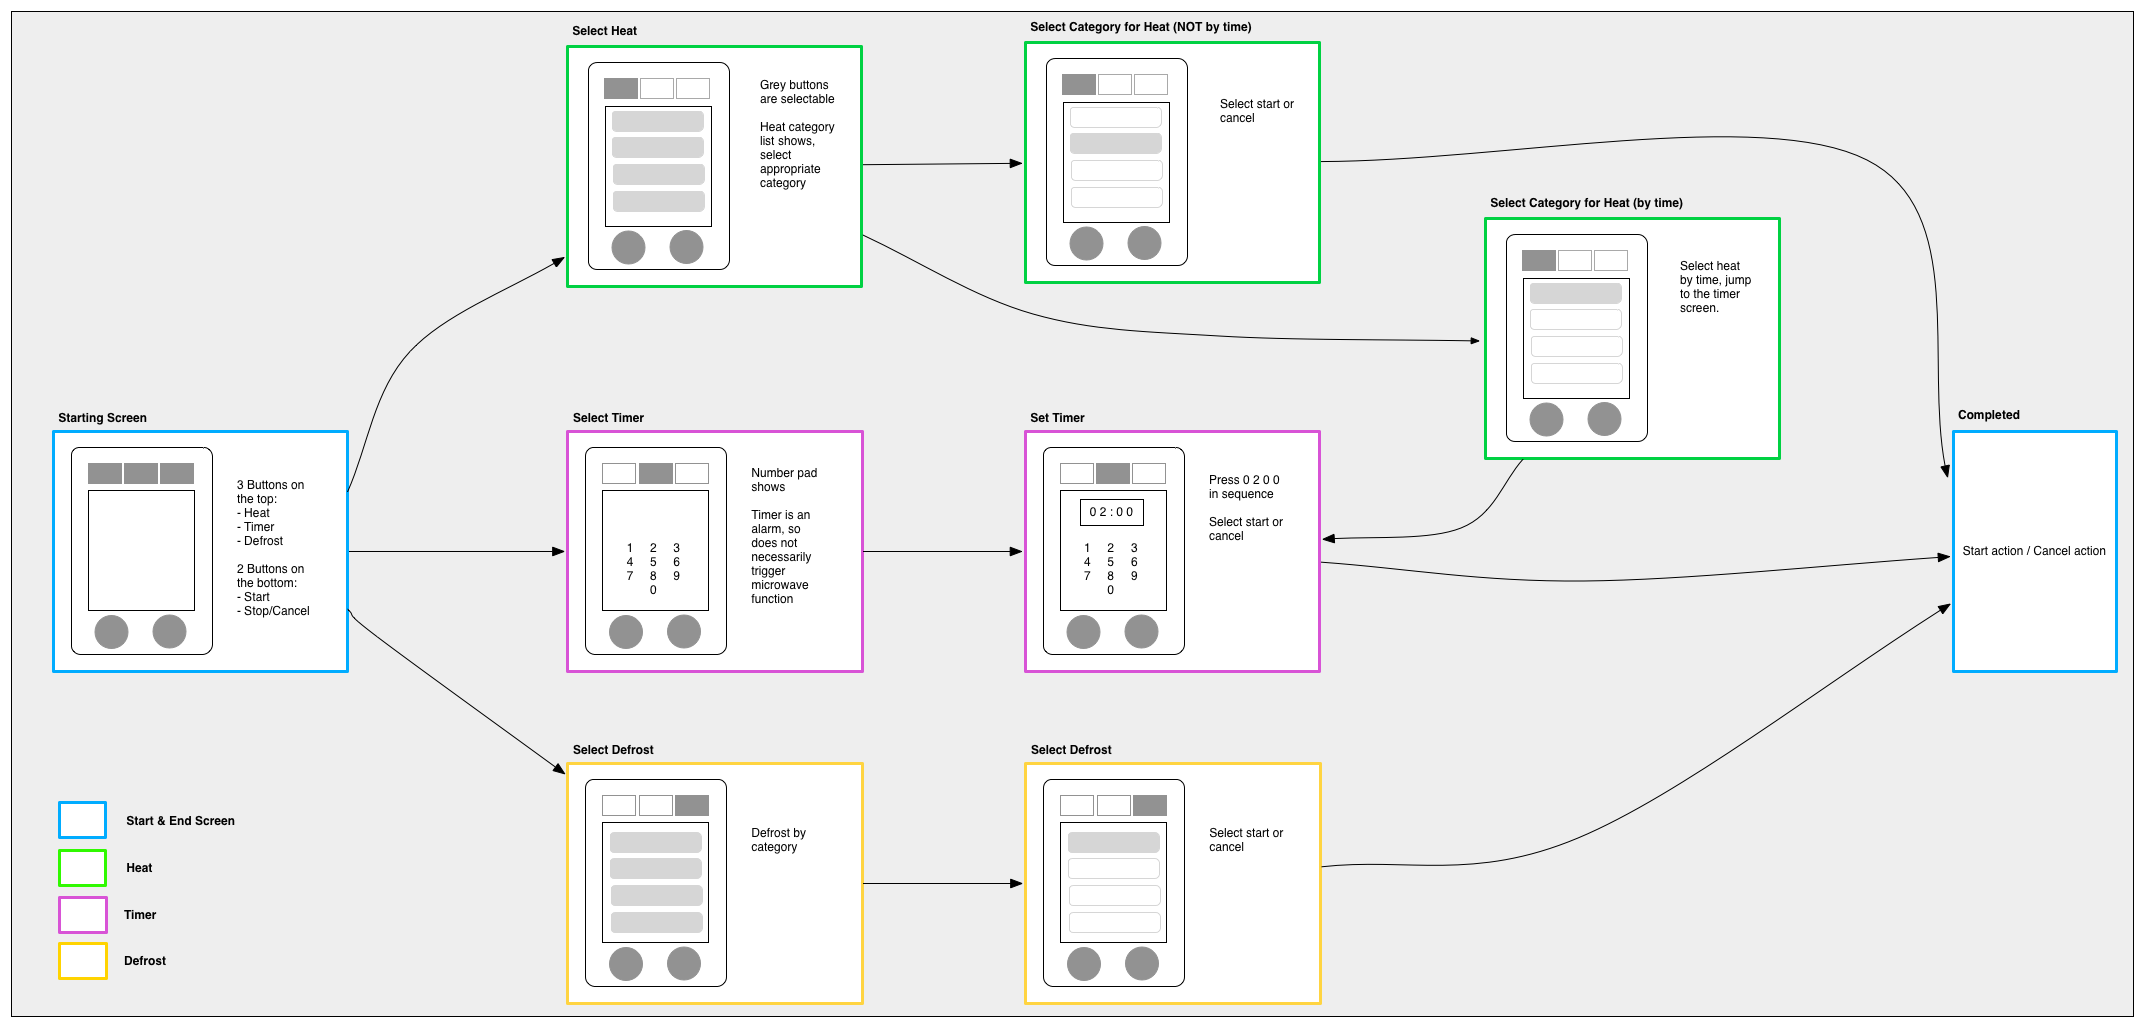 Select Heat
Grey buttons
are selectable
Heat category
list shows,
select
appropriate
category
Select Category for Heat (NOT by time)
Select start or
cancel
Select Category for Heat (by time)
Select heat
by time, jump
to the timer
screen.
Starting Screen
3 Buttons on
the top:
- Heat
- Timer
- Defrost
2 Buttons on
the bottom:
- Start
- Stop/Cancel
Select Timer
1 2 3
4 5 6
7 8 9
0
Number pad
shows
Timer is an
alarm, so
does not
necessarily
trigger
microwave
function
Set Timer
0 2 : 0 0
1 2 3
4 5 6
7 8 9
0
Press 0 2 0 0
in sequence
Select start or
cancel
Completed
Start action / Cancel action
Select Defrost
Defrost by
category
Select Defrost
Select start or
cancel
Start & End Screen
Heat
Timer
Defrost